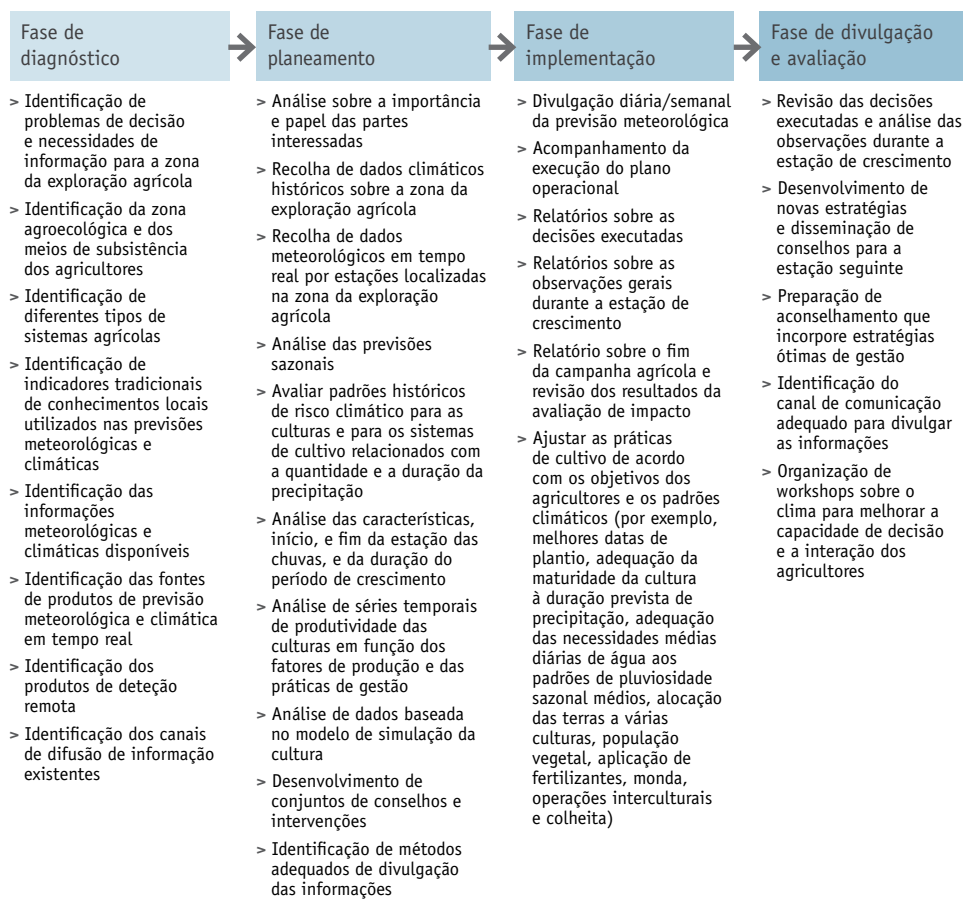 Fase de
diagnóstico
> Identificação de
problemas de decisão
e necessidades de
informação para a zona
da exploração agrícola
> Identificação da zona
agroecológica e dos
meios de subsistência
dos agricultores
> Identificação de
diferentes tipos de
sistemas agrícolas
> Identificação de
indicadores tradicionais
de conhecimentos locais
utilizados nas previsões
meteorológicas e
climáticas
> Identificação das
informações
meteorológicas e
climáticas disponíveis
> Identificação das fontes
de produtos de previsão
meteorológica e climática
em tempo real
> Identificação dos
produtos de deteção
remota
> Identificação dos canais
de difusão de informação
existentes
Fase de
planeamento
> Análise sobre a importância
e papel das partes
interessadas
> Recolha de dados climáticos
históricos sobre a zona da
exploração agrícola
> Recolha de dados
meteorológicos em tempo
real por estações localizadas
na zona da exploração
agrícola
> Análise das previsões
sazonais
> Avaliar padrões históricos
de risco climático para as
culturas e para os sistemas
de cultivo relacionados com
a quantidade e a duração da
precipitação
> Análise das características,
início, e fim da estação das
chuvas, e da duração do
período de crescimento
> Análise de séries temporais
de produtividade das
culturas em função dos
fatores de produção e das
práticas de gestão
> Análise de dados baseada
no modelo de simulação da
cultura
> Desenvolvimento de
conjuntos de conselhos e
intervenções
> Identificação de métodos
adequados de divulgação
das informações
Fase de
implementação
> Divulgação diária/semanal
da previsão meteorológica
> Acompanhamento da
execução do plano
operacional
> Relatórios sobre as
decisões executadas
> Relatórios sobre as
observações gerais
durante a estação de
crescimento
> Relatório sobre o fim
da campanha agrícola e
revisão dos resultados da
avaliação de impacto
> Ajustar as práticas
de cultivo de acordo
com os objetivos dos
agricultores e os padrões
climáticos (por exemplo,
melhores datas de
plantio, adequação da
maturidade da cultura
à duração prevista de
precipitação, adequação
das necessidades médias
diárias de água aos
padrões de pluviosidade
sazonal médios, alocação
das terras a várias
culturas, população
vegetal, aplicação de
fertilizantes, monda,
operações interculturais
e colheita)
Fase de divulgação
e avaliação
> Revisão das decisões
executadas e análise das
observações durante a
estação de crescimento
> Desenvolvimento de
novas estratégias
e disseminação de
conselhos para a
estação seguinte
> Preparação de
aconselhamento que
incorpore estratégias
ótimas de gestão
> Identificação do
canal de comunicação
adequado para divulgar
as informações
> Organização de
workshops sobre o
clima para melhorar a
capacidade de decisão
e a interação dos
agricultores